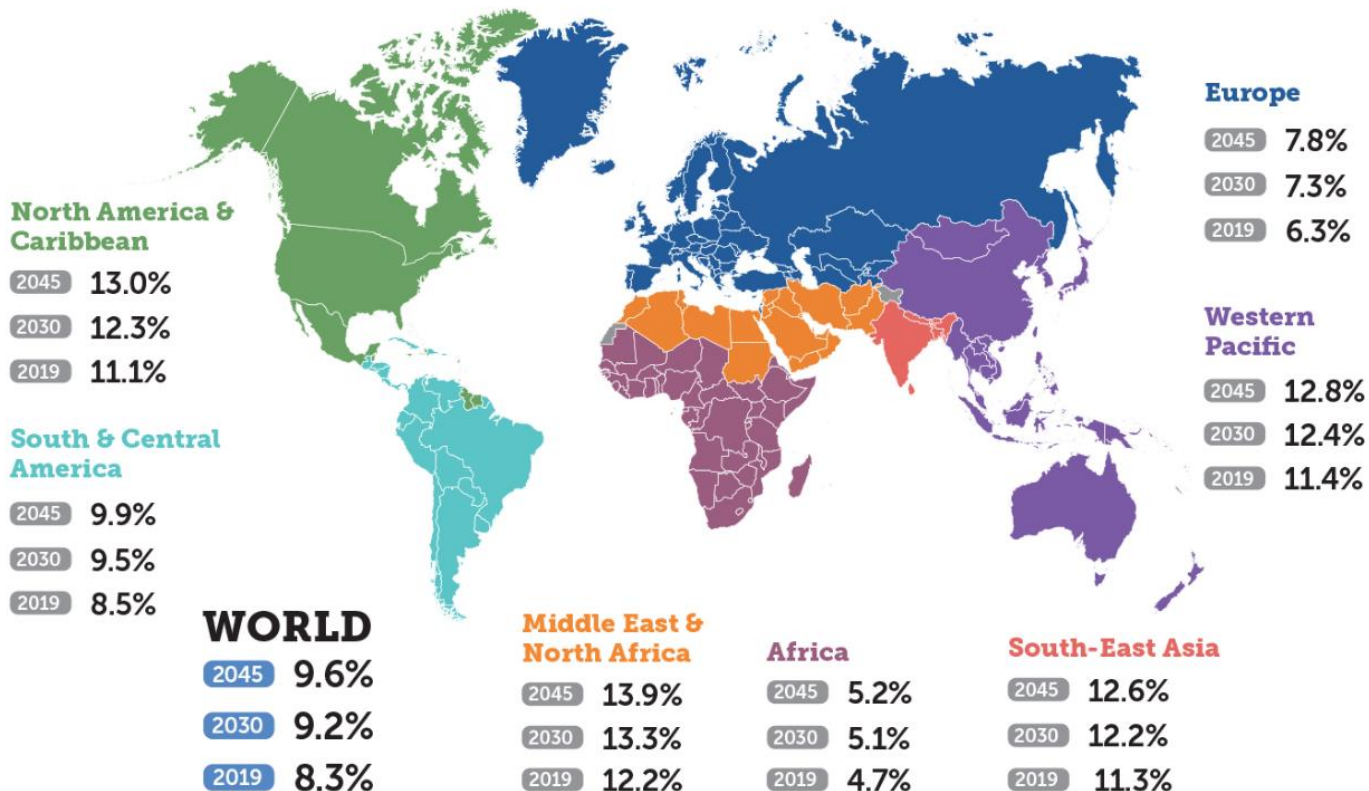 Europe
2045 7.8%
2030 7.3%
2019 6.3%
North America &
Caribbean
2045 13.0%
2030 12.3%
2019 11.1%
Western
Pacific
2045 12.8%
2030 12.4%
2019 11.4%
South & Central
America
2045 9.9%
2030 9.5%
2019 8.5%
WORLD
2045 9.6%
2030 9.2%
2019 8.3%
Middle East &
North Africa
2045 13.9%
2030 13.3%
2019 12.2%
Africa
2045 5.2%
2030 5.1%
2019 4.7%
South-East Asia
2045 12.6%
2030 12.2%
2019 11.3%